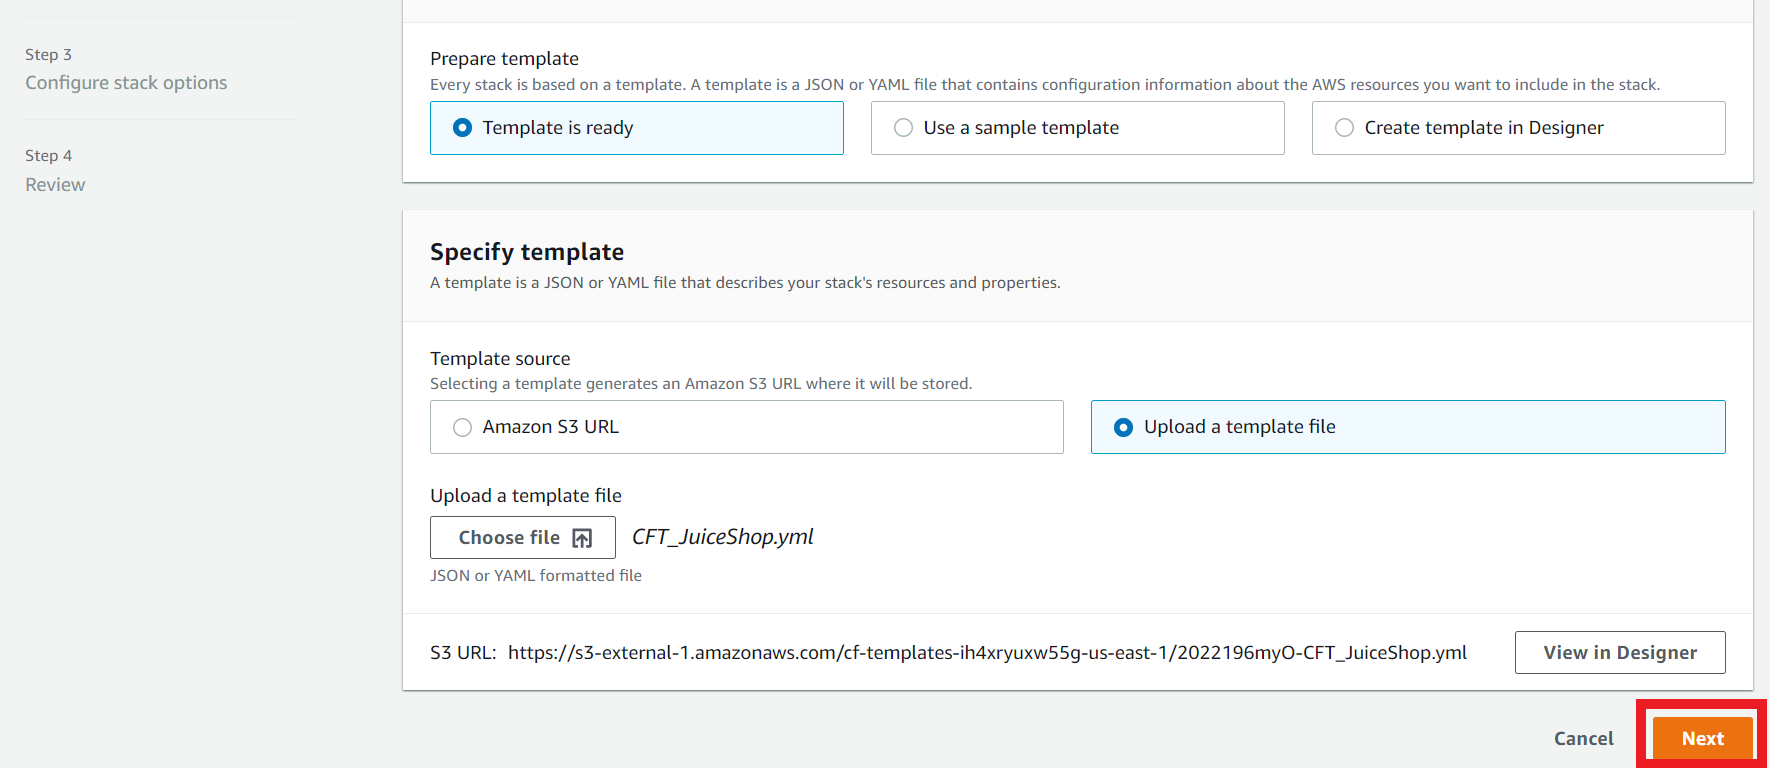 Step 3
Configure stack options
Step 4
Review
Prepare template
Every stack is based on a template. A template is a JSON or YAML file that contains configuration information about the AWS resources you want to include in the stack.
Template is ready
Use a sample template
Create template in Designer
Specify template
A template is a JSON or YAML file that describes your stack's resources and properties.
Template source
Selecting a template generates an Amazon S3 URL where it will be stored.
Amazon S3 URL
Upload a template file
Upload a template file
Choose file
CFT_JuiceShop.yml
JSON or YAML formatted file
S3 URL: https://s3-external-1.amazonaws.com/cf-templates-ih4xryuxw55g-us-east-1/2022196myO-CFT_JuiceShop.yml
View in Designer
Cancel
Next